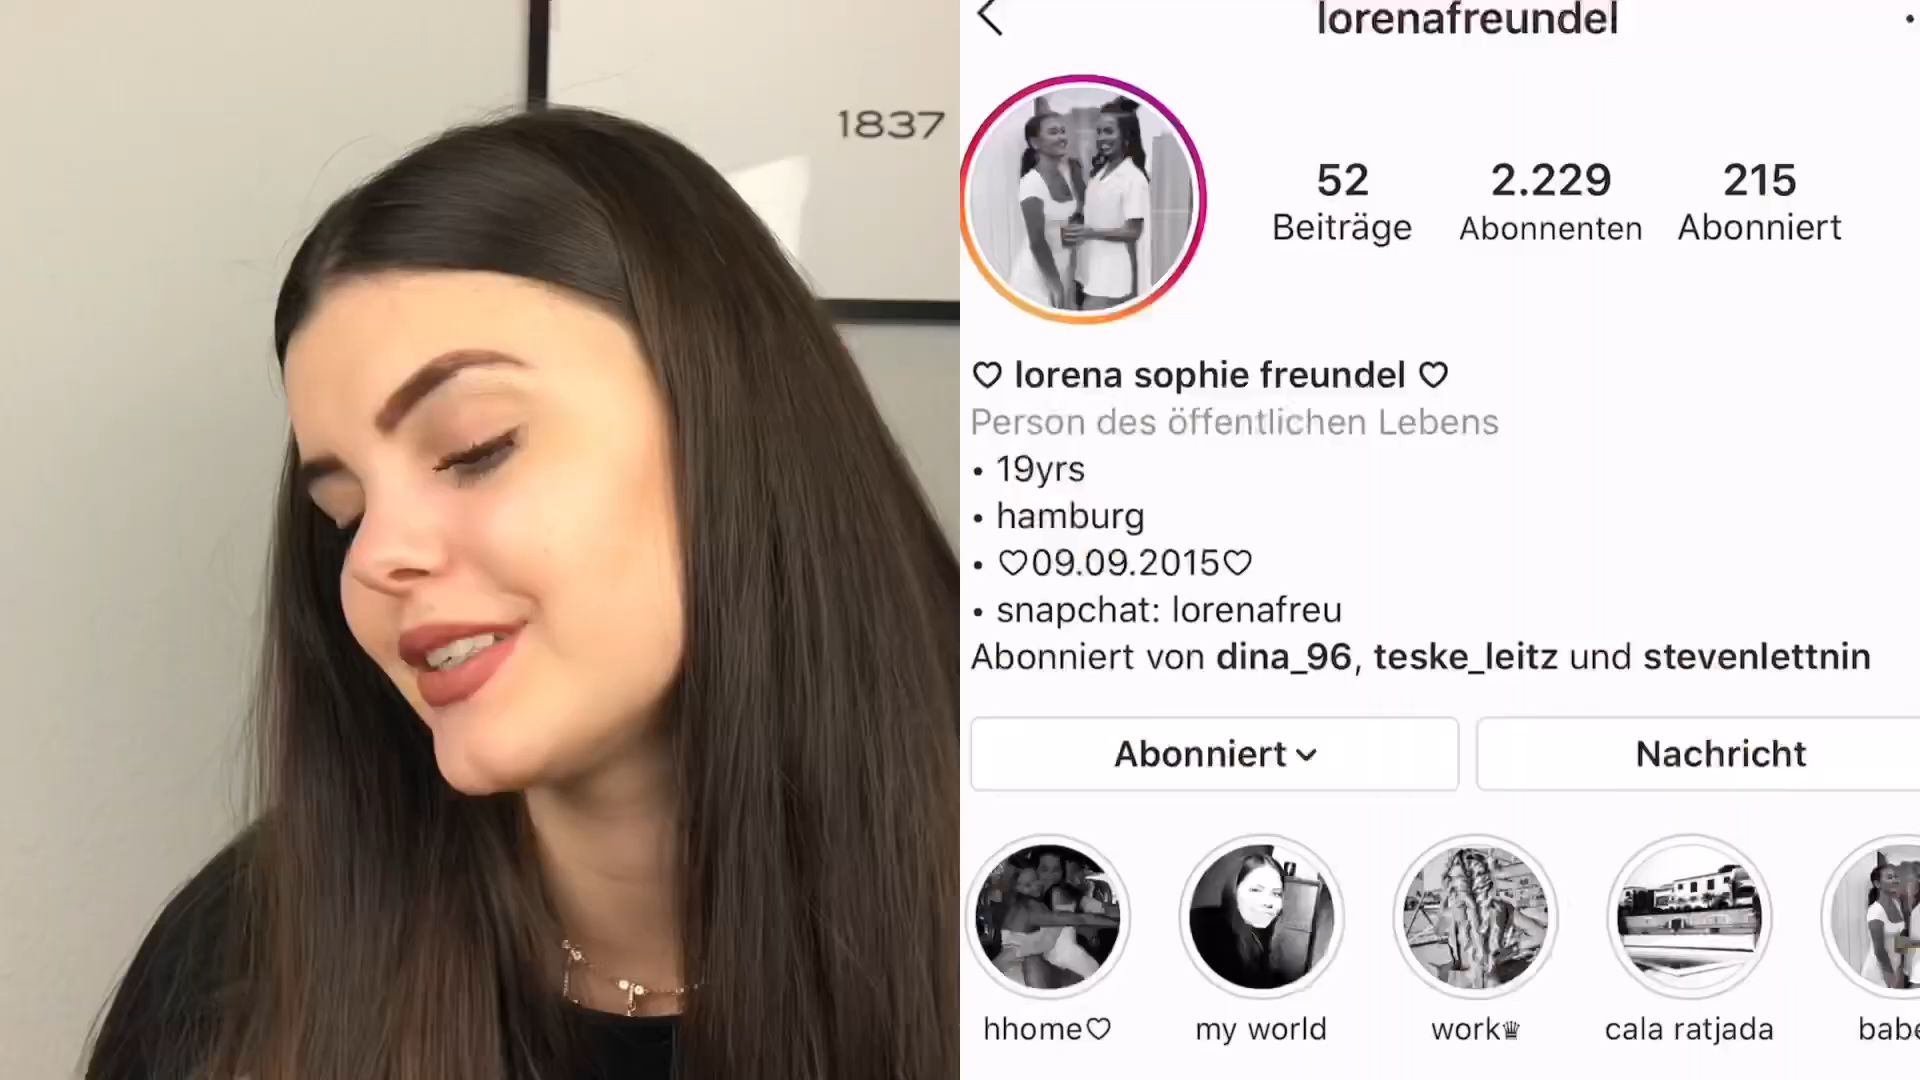 1837
lorenafreundel
52 2.229 215
Beiträge Abonnenten Abonniert
♡ lorena sophie freundel ♡
Person des öffentlichen Lebens
• 19yrs
• hamburg
• ♡09.09.2015♡
• snapchat: lorenafreu
Abonniert von dina_96, teske_leitz und stevenlettnin
Abonniert Nachricht
hhome♡ my world work♛ cala ratjada babe